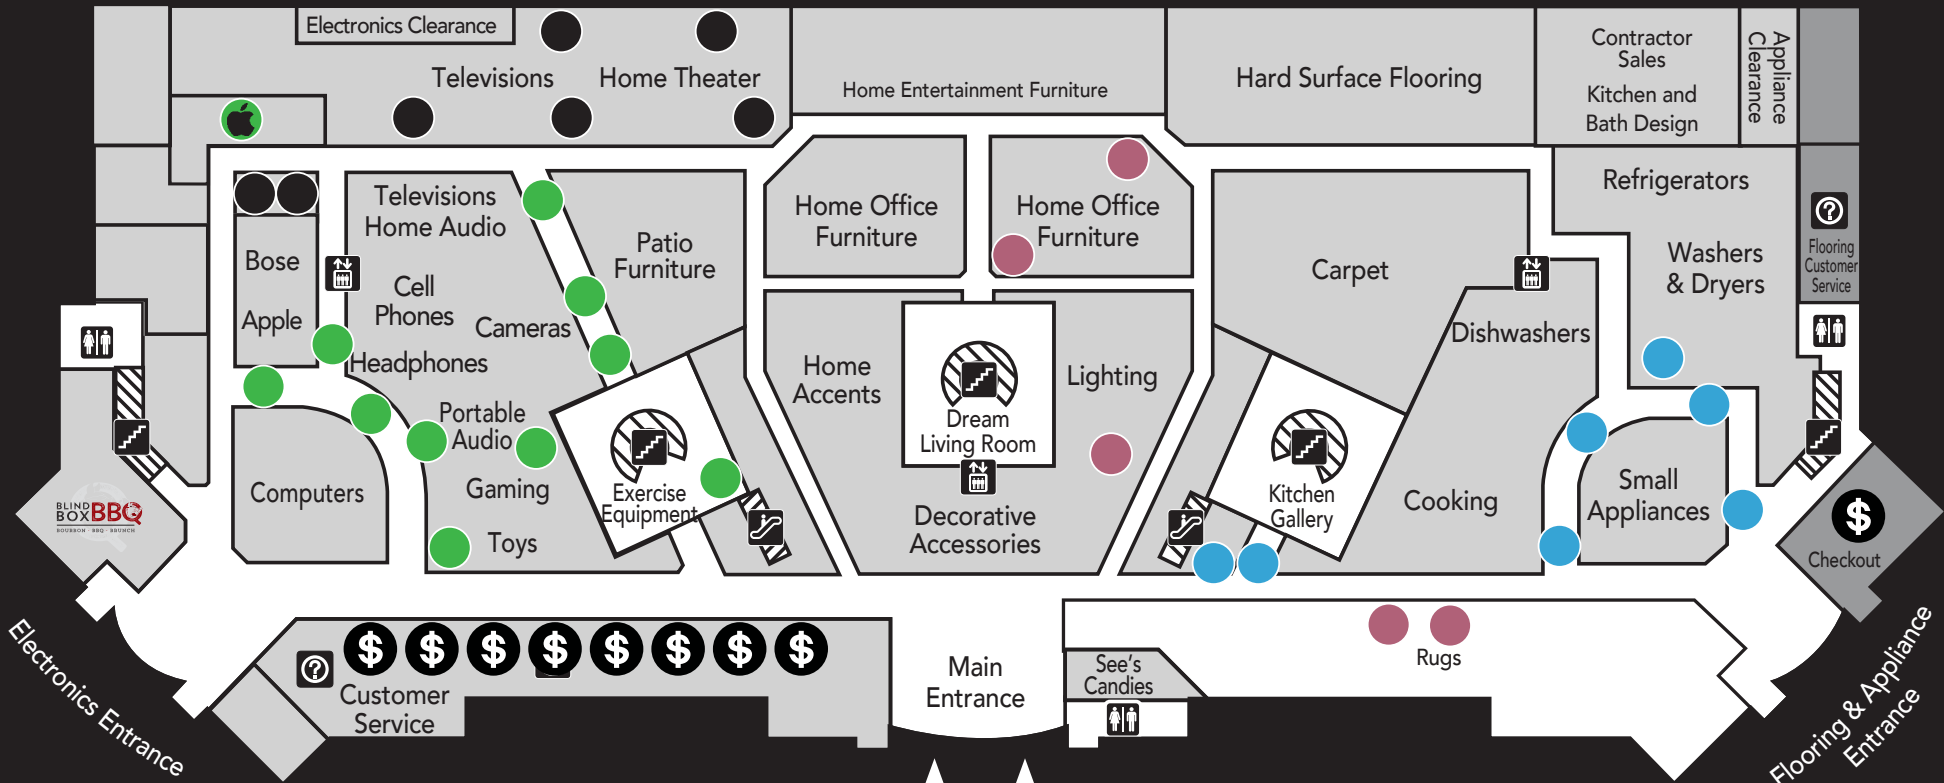 Electronics Clearance
Televisions
Home Theater
Home Entertainment Furniture
Hard Surface Flooring
Contractor
Sales
Kitchen and
Bath Design
Appliance
Clearance
Televisions
Home Audio
Patio
Furniture
Home Office
Furniture
Home Office
Furniture
Carpet
Refrigerators
Washers
& Dryers
Flooring
Customer
Service
Bose
Apple
Cell
Phones
Cameras
Headphones
Portable
Audio
Gaming
Toys
Computers
Exercise
Equipment
Home
Accents
Dream
Living Room
Lighting
Decorative
Accessories
Kitchen
Gallery
Dishwashers
Cooking
Small
Appliances
$
Checkout
BLIND
BOX BBQ
BOURBON · BBQ · BRUNCH
Electronics Entrance
$ $ $ $ $ $ $ $
Customer
Service
Main
Entrance
See's
Candies
Rugs
Flooring & Appliance
Entrance